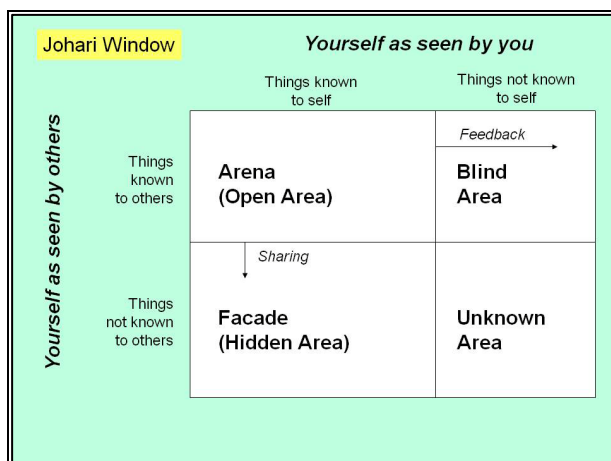 Johari Window
Yourself as seen by you
Things known
to self
Things not known
to self
Yourself as seen by others
Things
known
to others
Arena
(Open Area)
Feedback
Blind
Area
Things
not known
to others
Sharing
Facade
(Hidden Area)
Unknown
Area